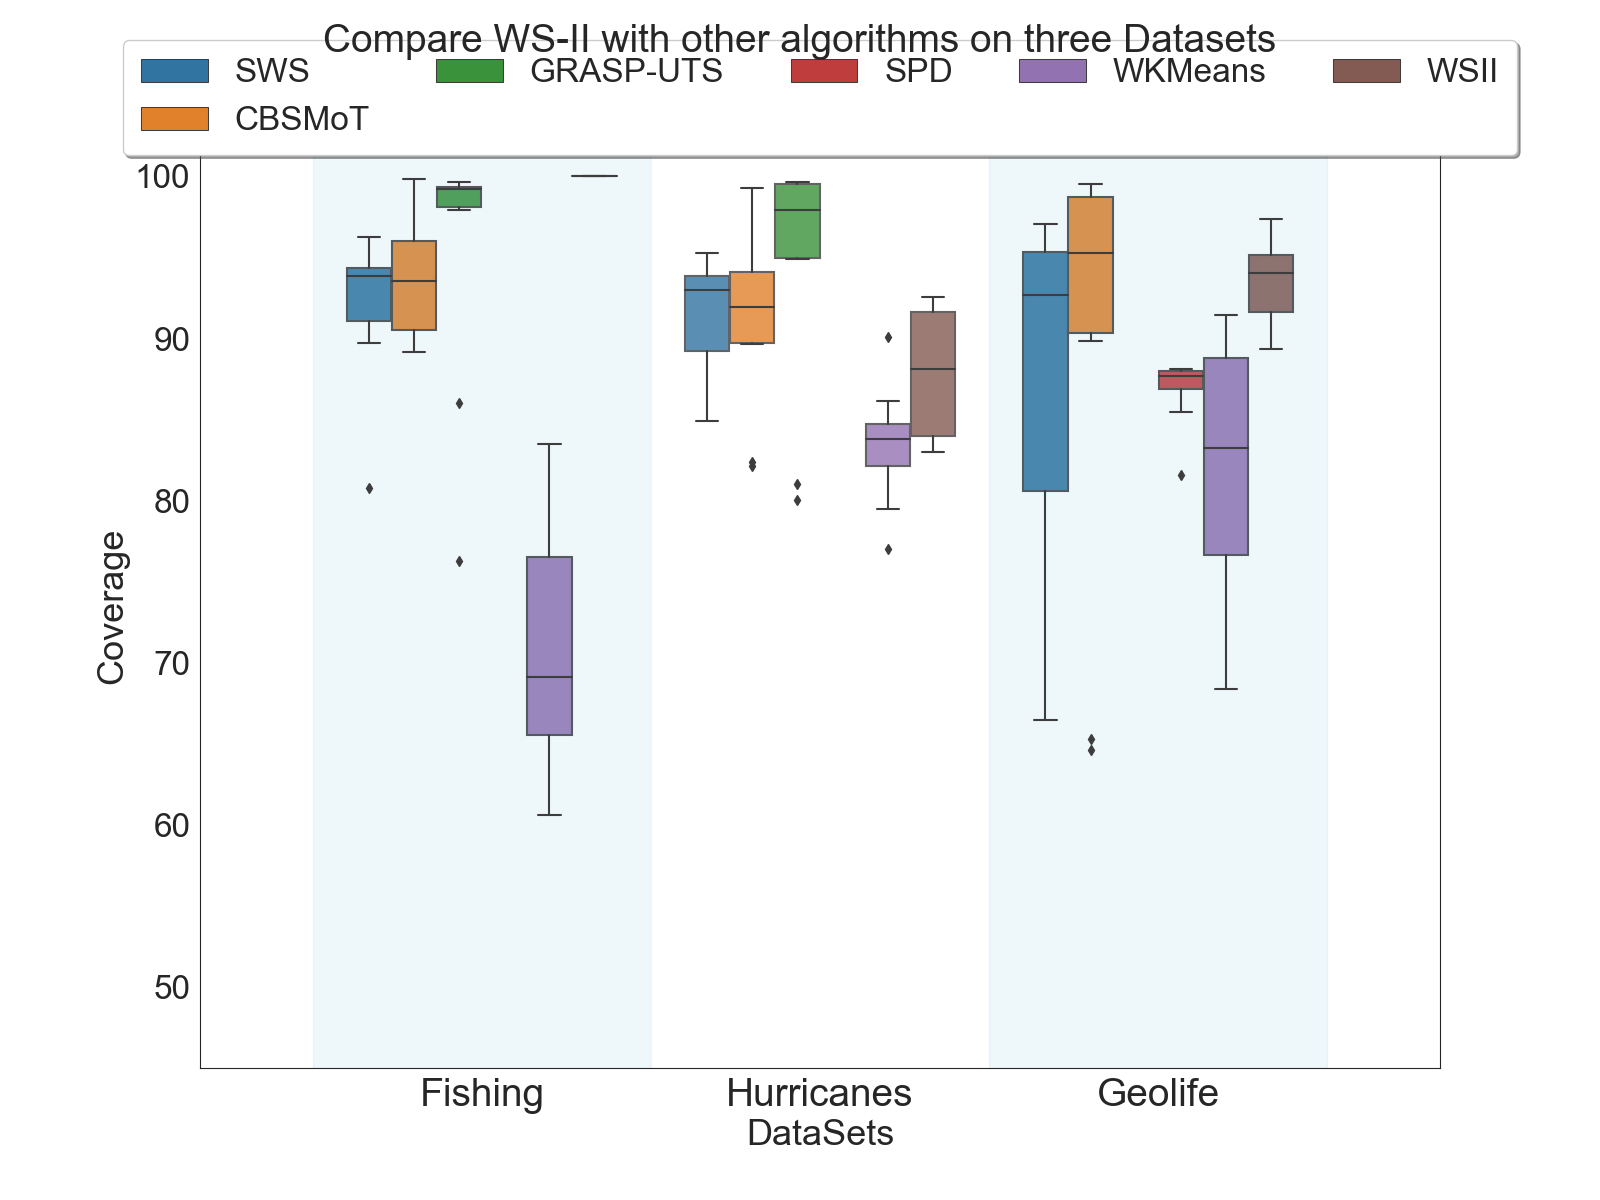 Compare WS-II with other algorithms on three Datasets
SWS GRASP-UTS SPD WKMeans WSII
CBSMoT
100
90
80
70
60
50
Coverage
Fishing Hurricanes Geolife
DataSets